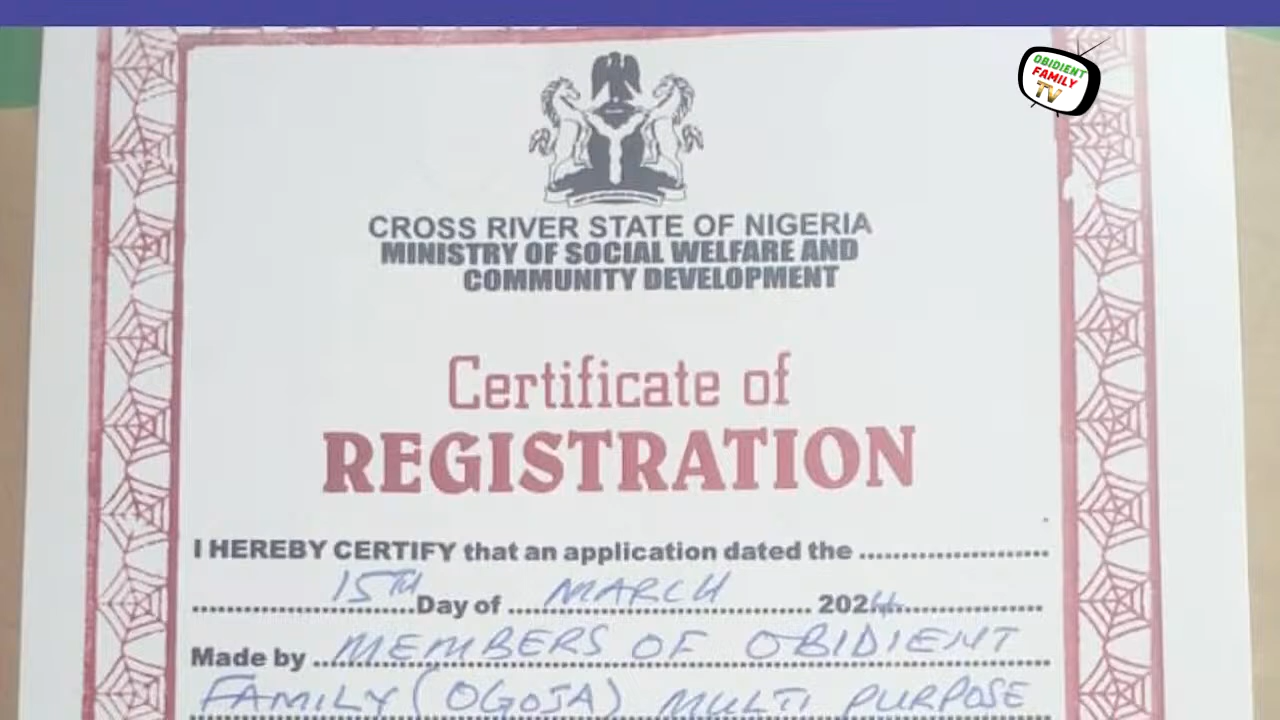 OBIDIENT
FAMILY
TV
CROSS RIVER STATE OF NIGERIA
MINISTRY OF SOCIAL WELFARE AND
COMMUNITY DEVELOPMENT
Certificate of
REGISTRATION
I HEREBY CERTIFY that an application dated the ........................
15TH Day of MARCH 2024
Made by MEMBERS OF OBIDIENT
FAMILY (OGOJA) MULTI PURPOSE